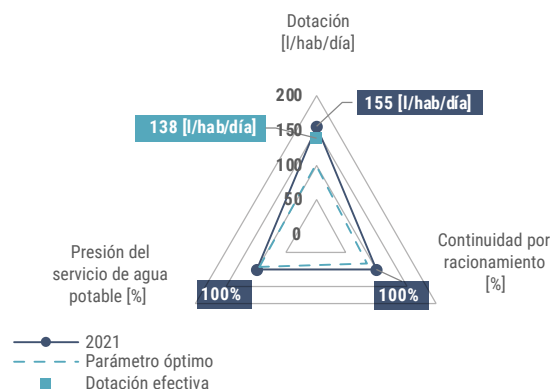 Dotación
[l/hab/día]
200
155 [l/hab/día]
138 [l/hab/día]
150
100
50
0
Presión del
servicio de agua
potable [%]
Continuidad por
racionamiento
[%]
100%
100%
2021
Parámetro óptimo
Dotación efectiva